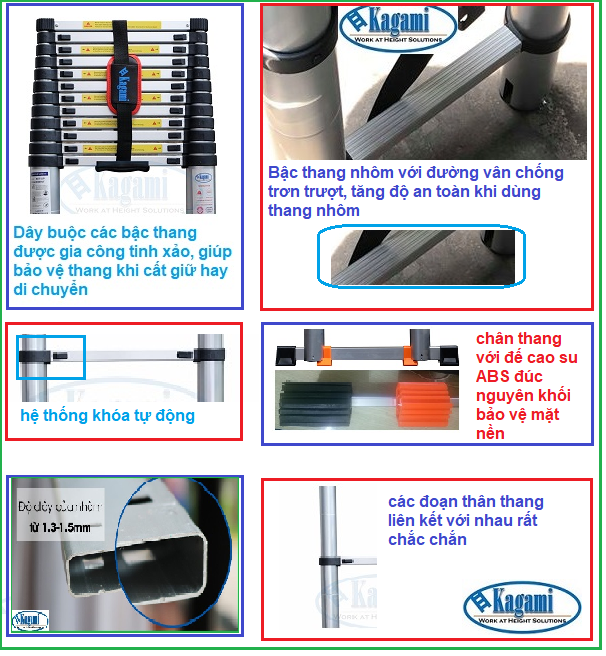 Kagami
Kagami
WORK AT HEIGHT SOLUTIONS
Dây buộc các bậc thang
được gia công tinh xảo, giúp
bảo vệ thang khi cất giữ hay
di chuyển
Kagami
WORK AT HEIGHT SOLUTIONS
Bậc thang nhôm với đường vân chống
trơn trượt, tăng độ an toàn khi dùng
thang nhôm
hệ thống khóa tự động
chân thang
với đế cao su
ABS đúc
nguyên khối
bảo vệ mặt
nền
Độ dày của nhôm
từ 1.3-1.5mm
Kagami
các đoạn thân thang
liên kết với nhau rất
chắc chắn
Kagami
WORK AT HEIGHT SOLUTIONS